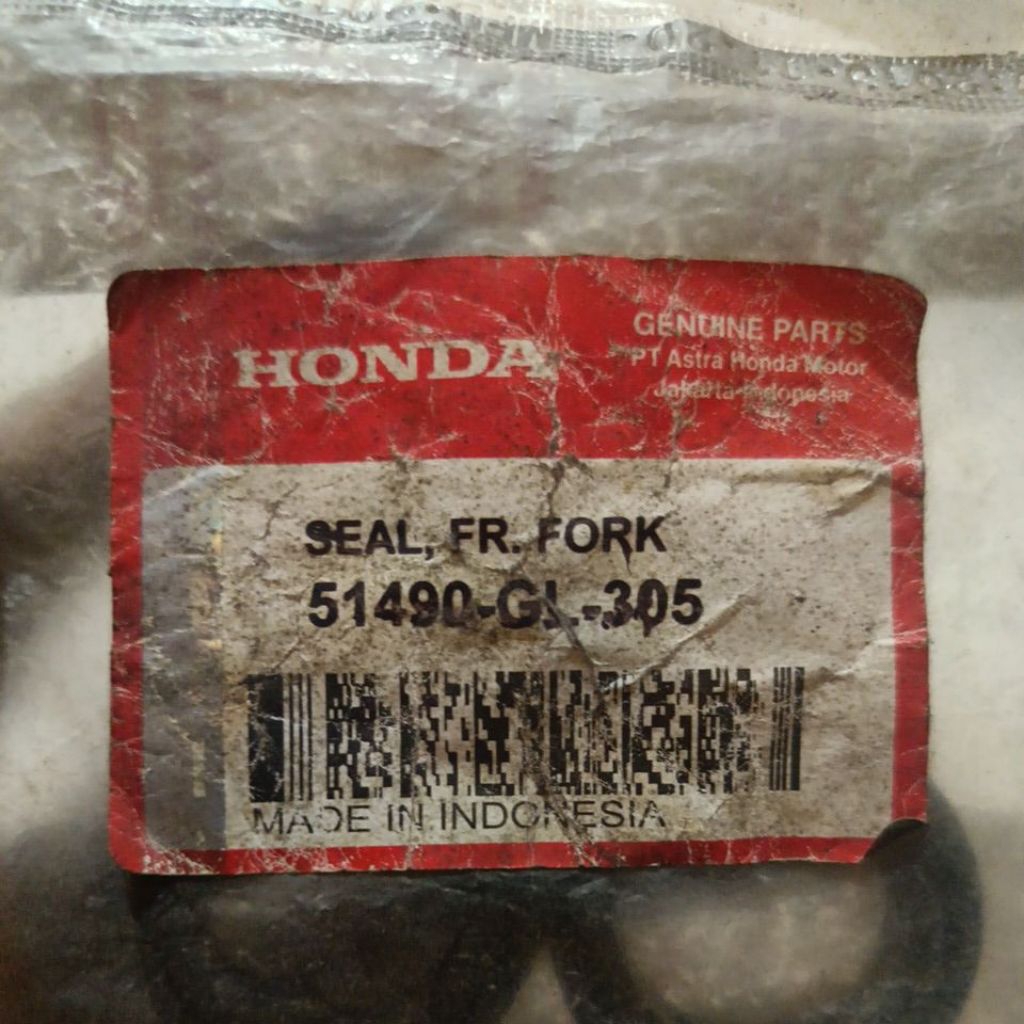 HONDA
GENUINE PARTS
PT Astra Honda Motor
Jakarta-Indonesia
SEAL, FR. FORK
51490-GL-305
MADE IN INDONESIA